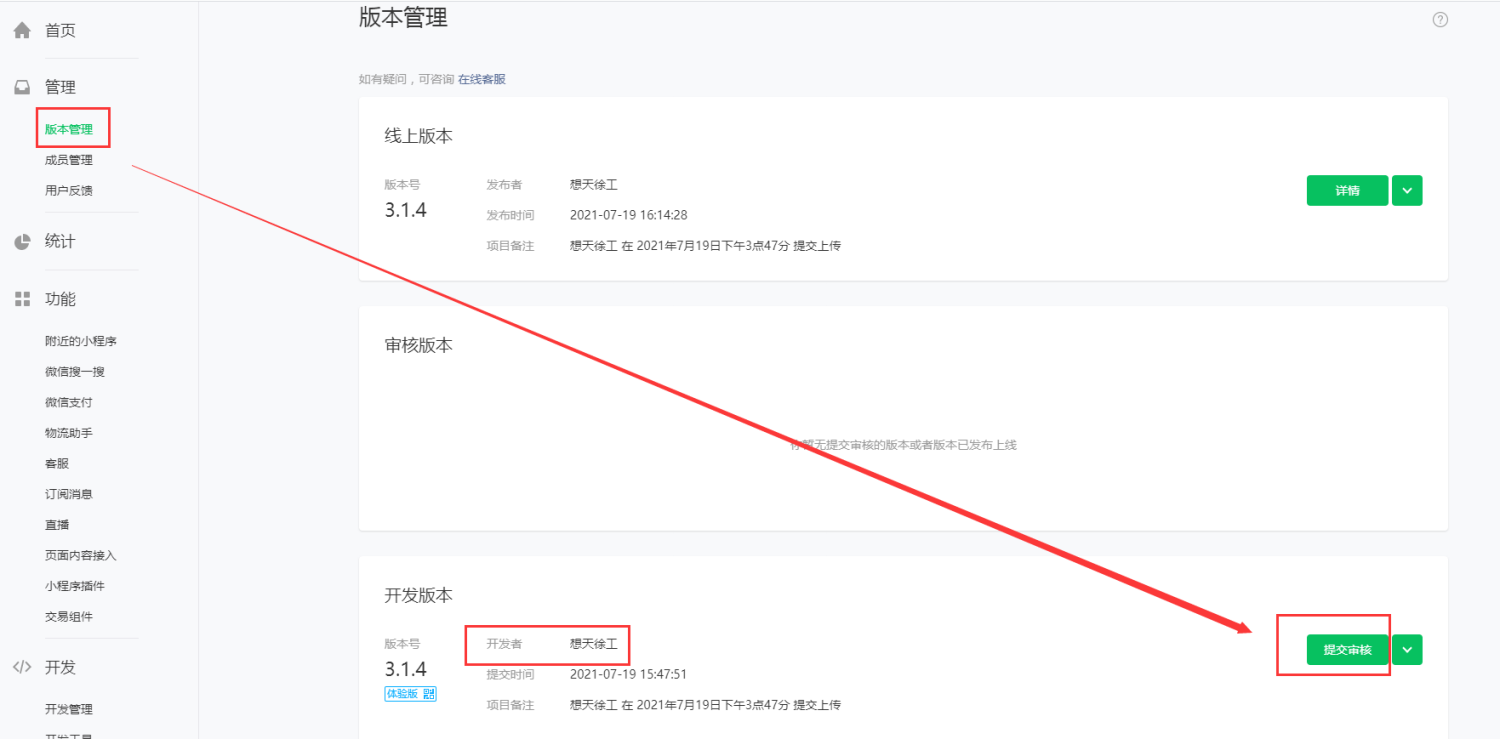 首页
管理
版本管理
成员管理
用户反馈
统计
功能
附近的小程序
微信搜一搜
微信支付
物流助手
客服
订阅消息
直播
页面内容接入
小程序插件
交易组件
开发
开发管理
开发工具
版本管理
如有疑问，可咨询 在线客服
线上版本
版本号
3.1.4
发布者 想天徐工
发布时间 2021-07-19 16:14:28
项目备注 想天徐工 在 2021年7月19日下午3点47分 提交上传
详情
审核版本
你暂无提交审核的版本或者版本已发布上线
开发版本
版本号
3.1.4
体验版
开发者 想天徐工
提交时间 2021-07-19 15:47:51
项目备注 想天徐工 在 2021年7月19日下午3点47分 提交上传
提交审核